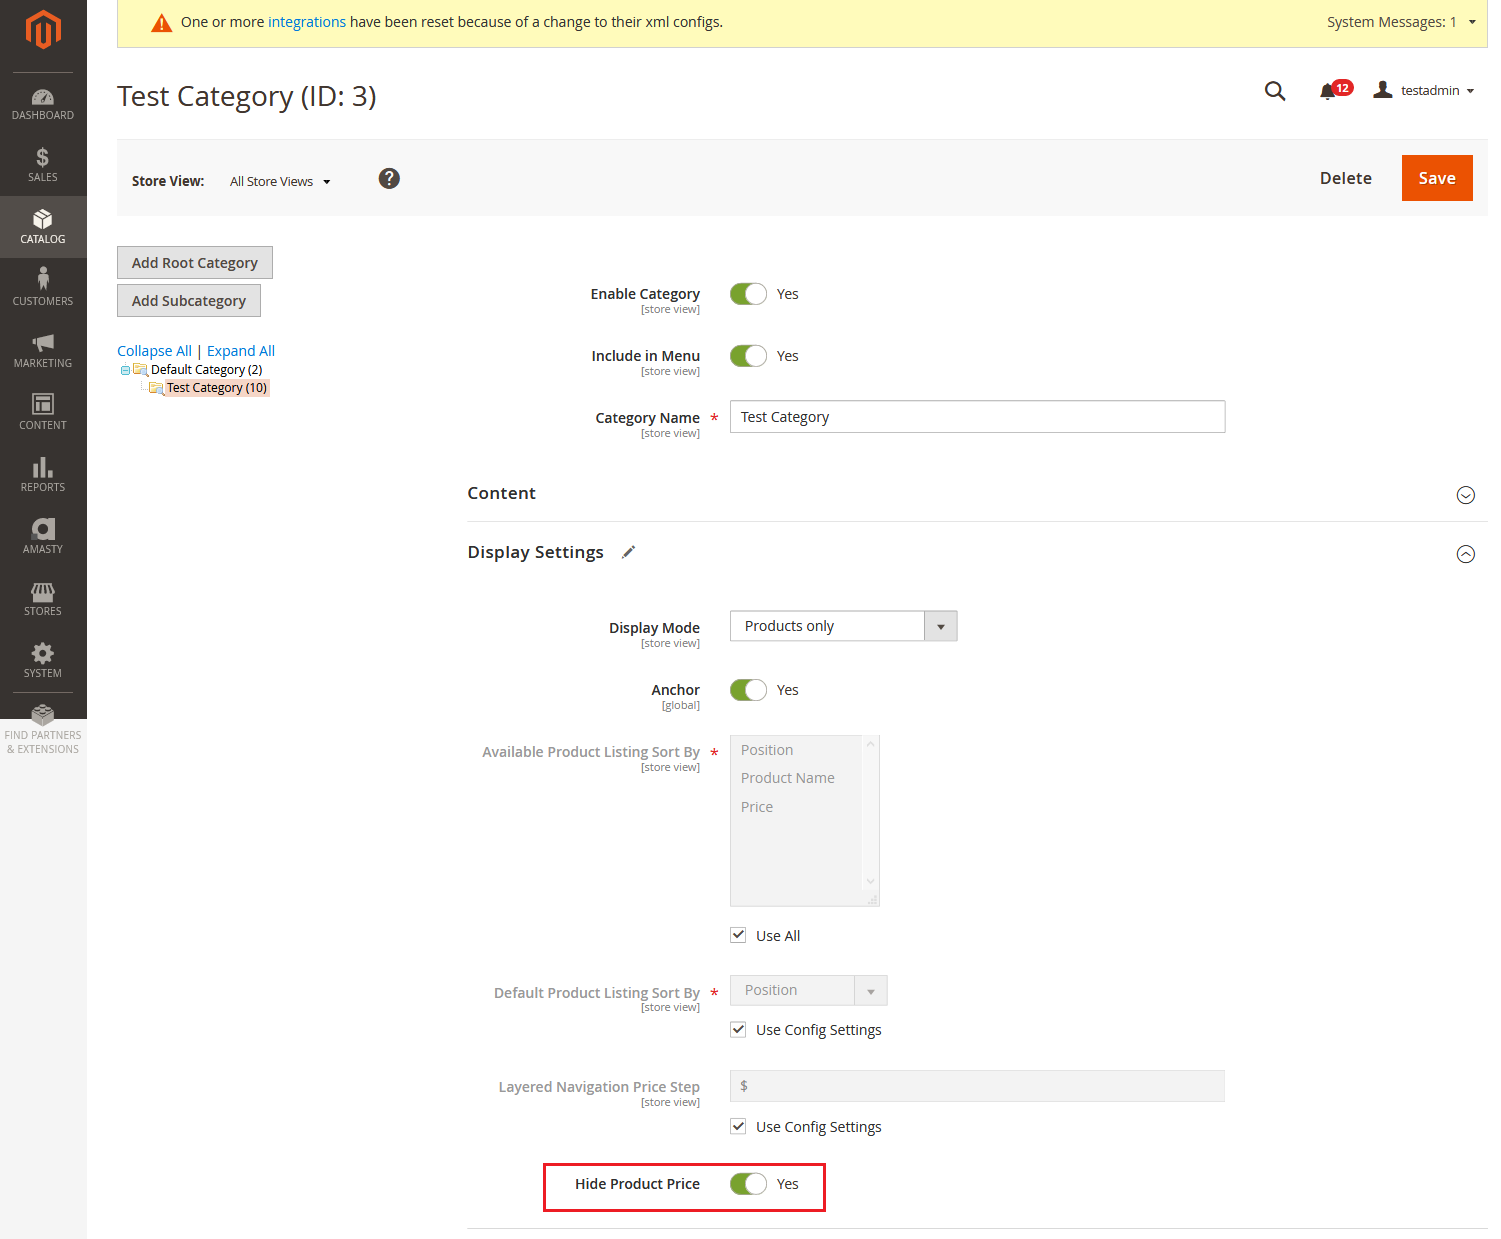 One or more integrations have been reset because of a change to their xml configs.
System Messages: 1
Test Category (ID: 3)
12
testadmin
DASHBOARD
SALES
CATALOG
CUSTOMERS
MARKETING
CONTENT
REPORTS
AMASTY
STORES
SYSTEM
FIND PARTNERS
& EXTENSIONS
Store View:
All Store Views
?
Delete
Save
Add Root Category
Add Subcategory
Collapse All | Expand All
Default Category (2)
Test Category (10)
Enable Category
[store view]
Yes
Include in Menu
[store view]
Yes
Category Name *
[store view]
Test Category
Content
Display Settings
Display Mode
[store view]
Products only
Anchor
[global]
Yes
Available Product Listing Sort By *
[store view]
Position
Product Name
Price
Use All
Default Product Listing Sort By *
[store view]
Position
Use Config Settings
Layered Navigation Price Step
[store view]
$
Use Config Settings
Hide Product Price
Yes